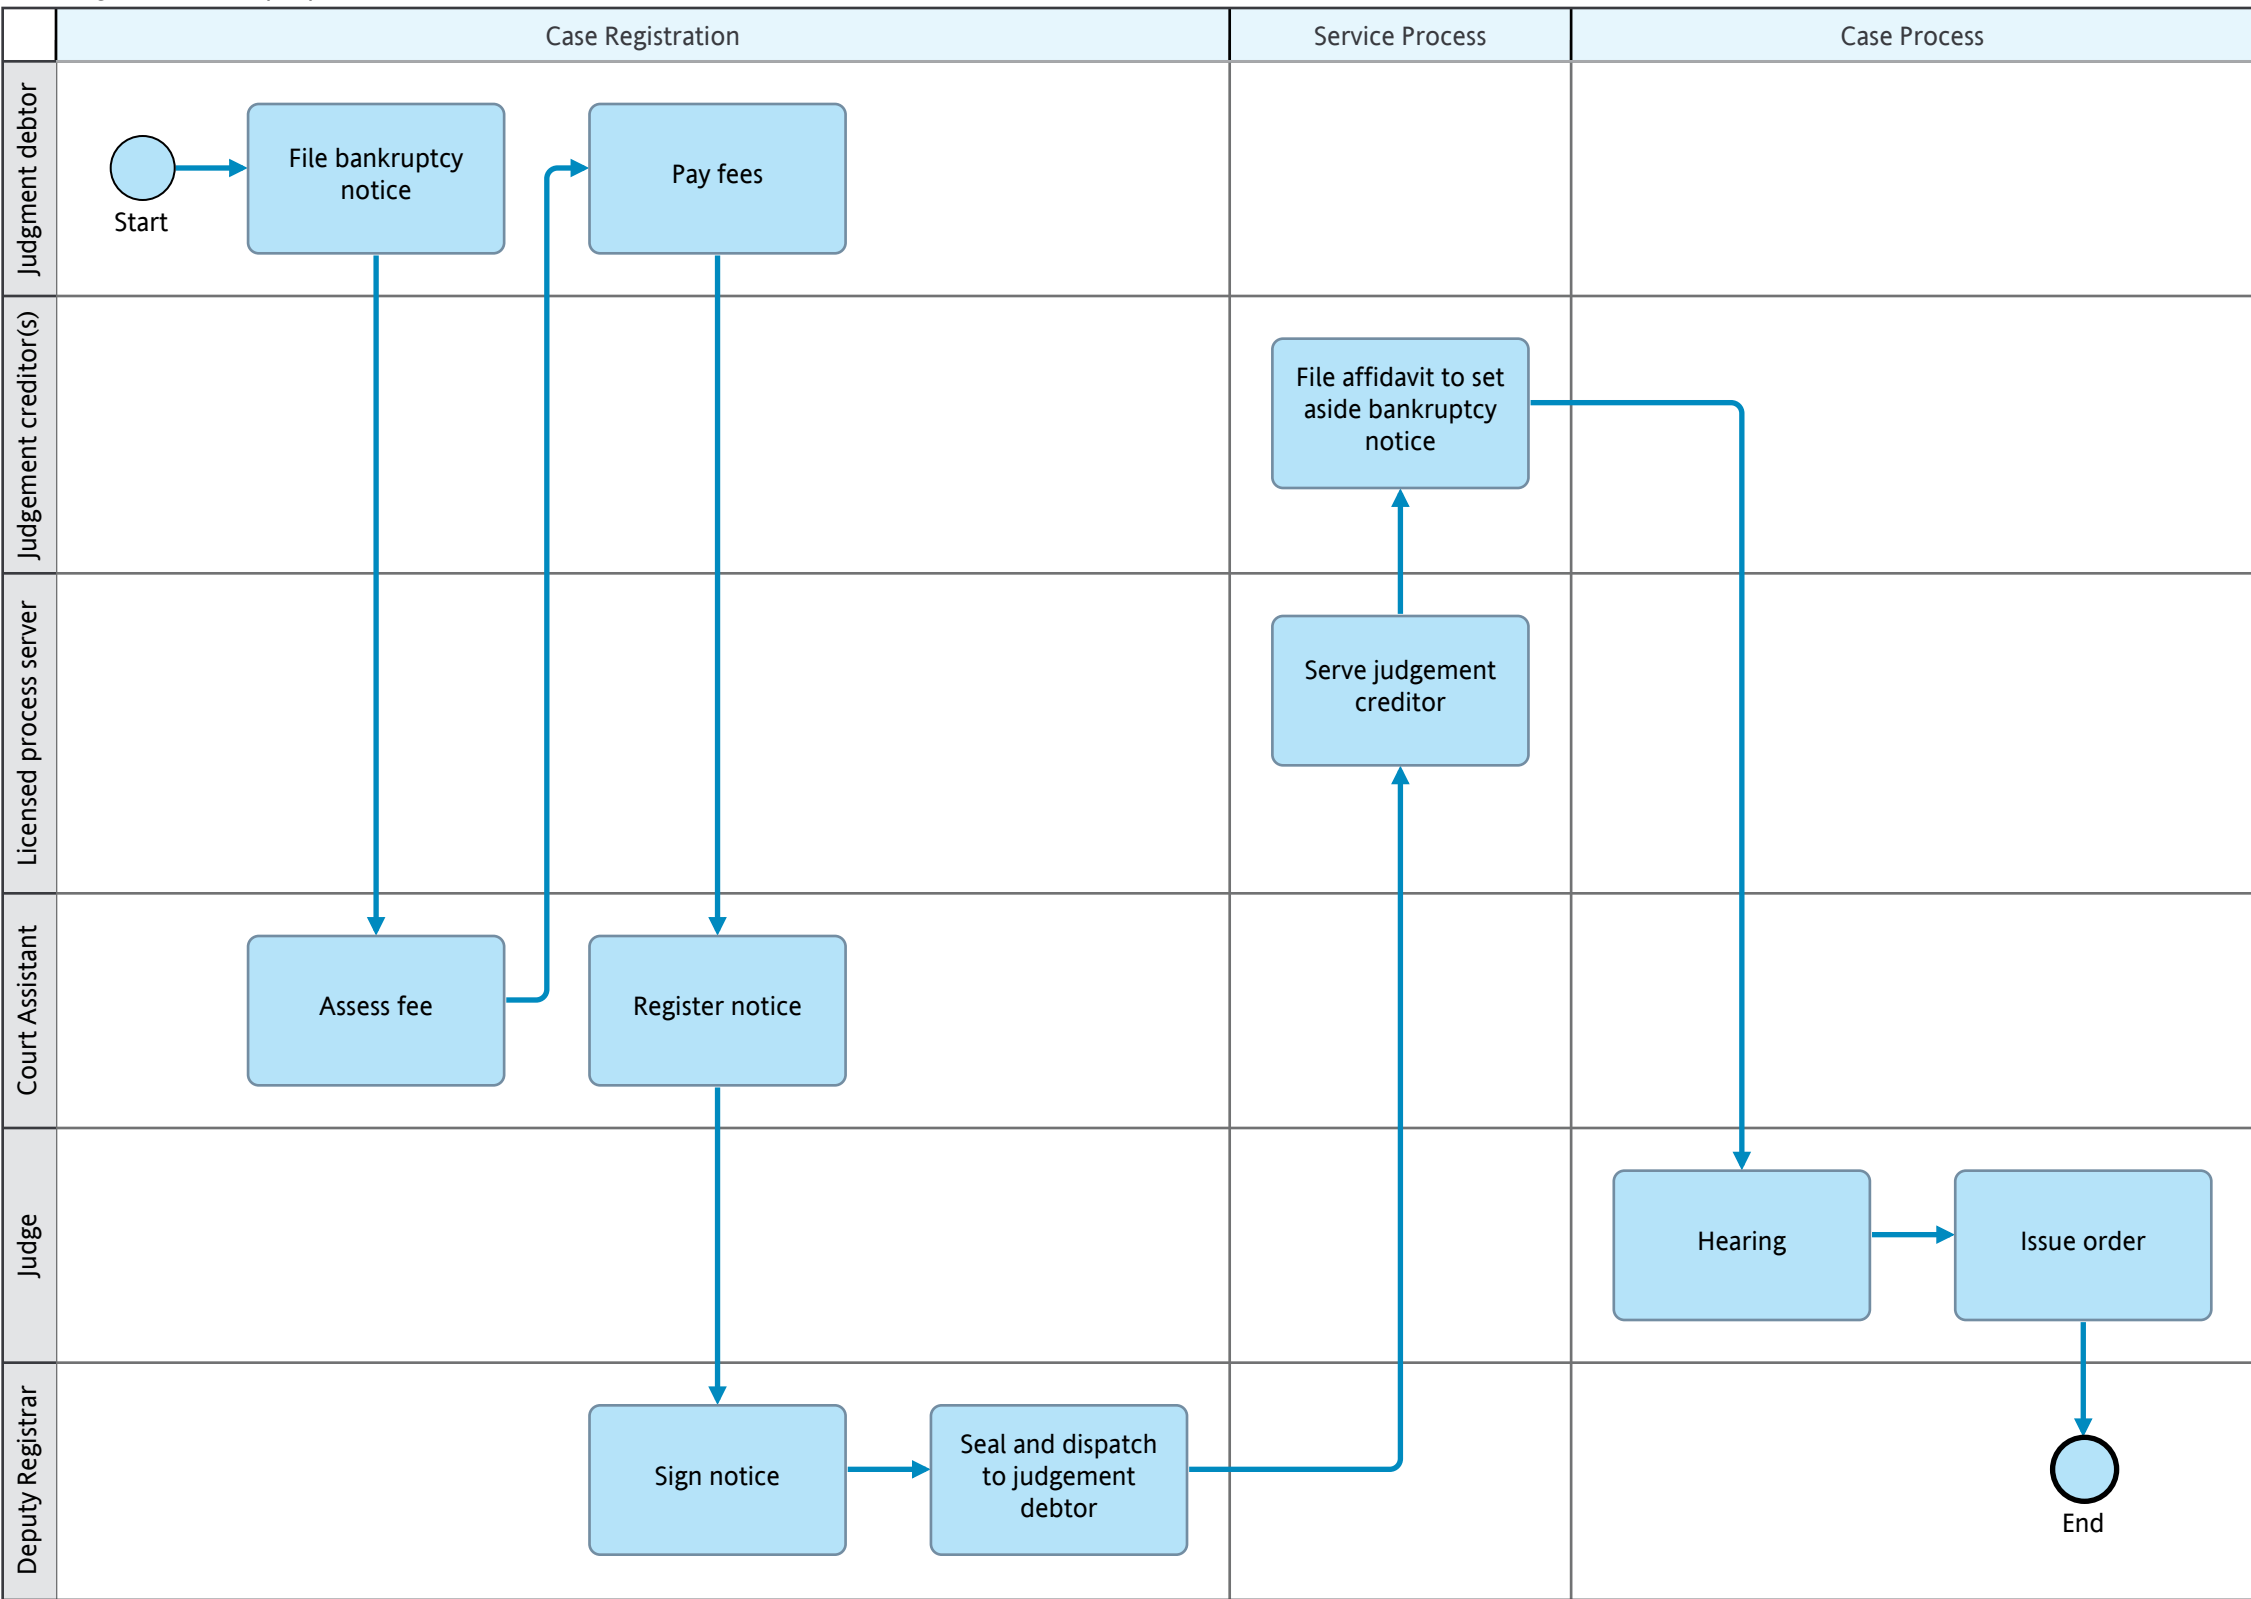 Case Registration
Service Process
Case Process
Judgment debtor
Start
File bankruptcy
notice
Pay fees
Judgement creditor(s)
File affidavit to set
aside bankruptcy
notice
Licensed process server
Serve judgement
creditor
Court Assistant
Assess fee
Register notice
Judge
Hearing
Issue order
Deputy Registrar
Sign notice
Seal and dispatch
to judgement
debtor
End